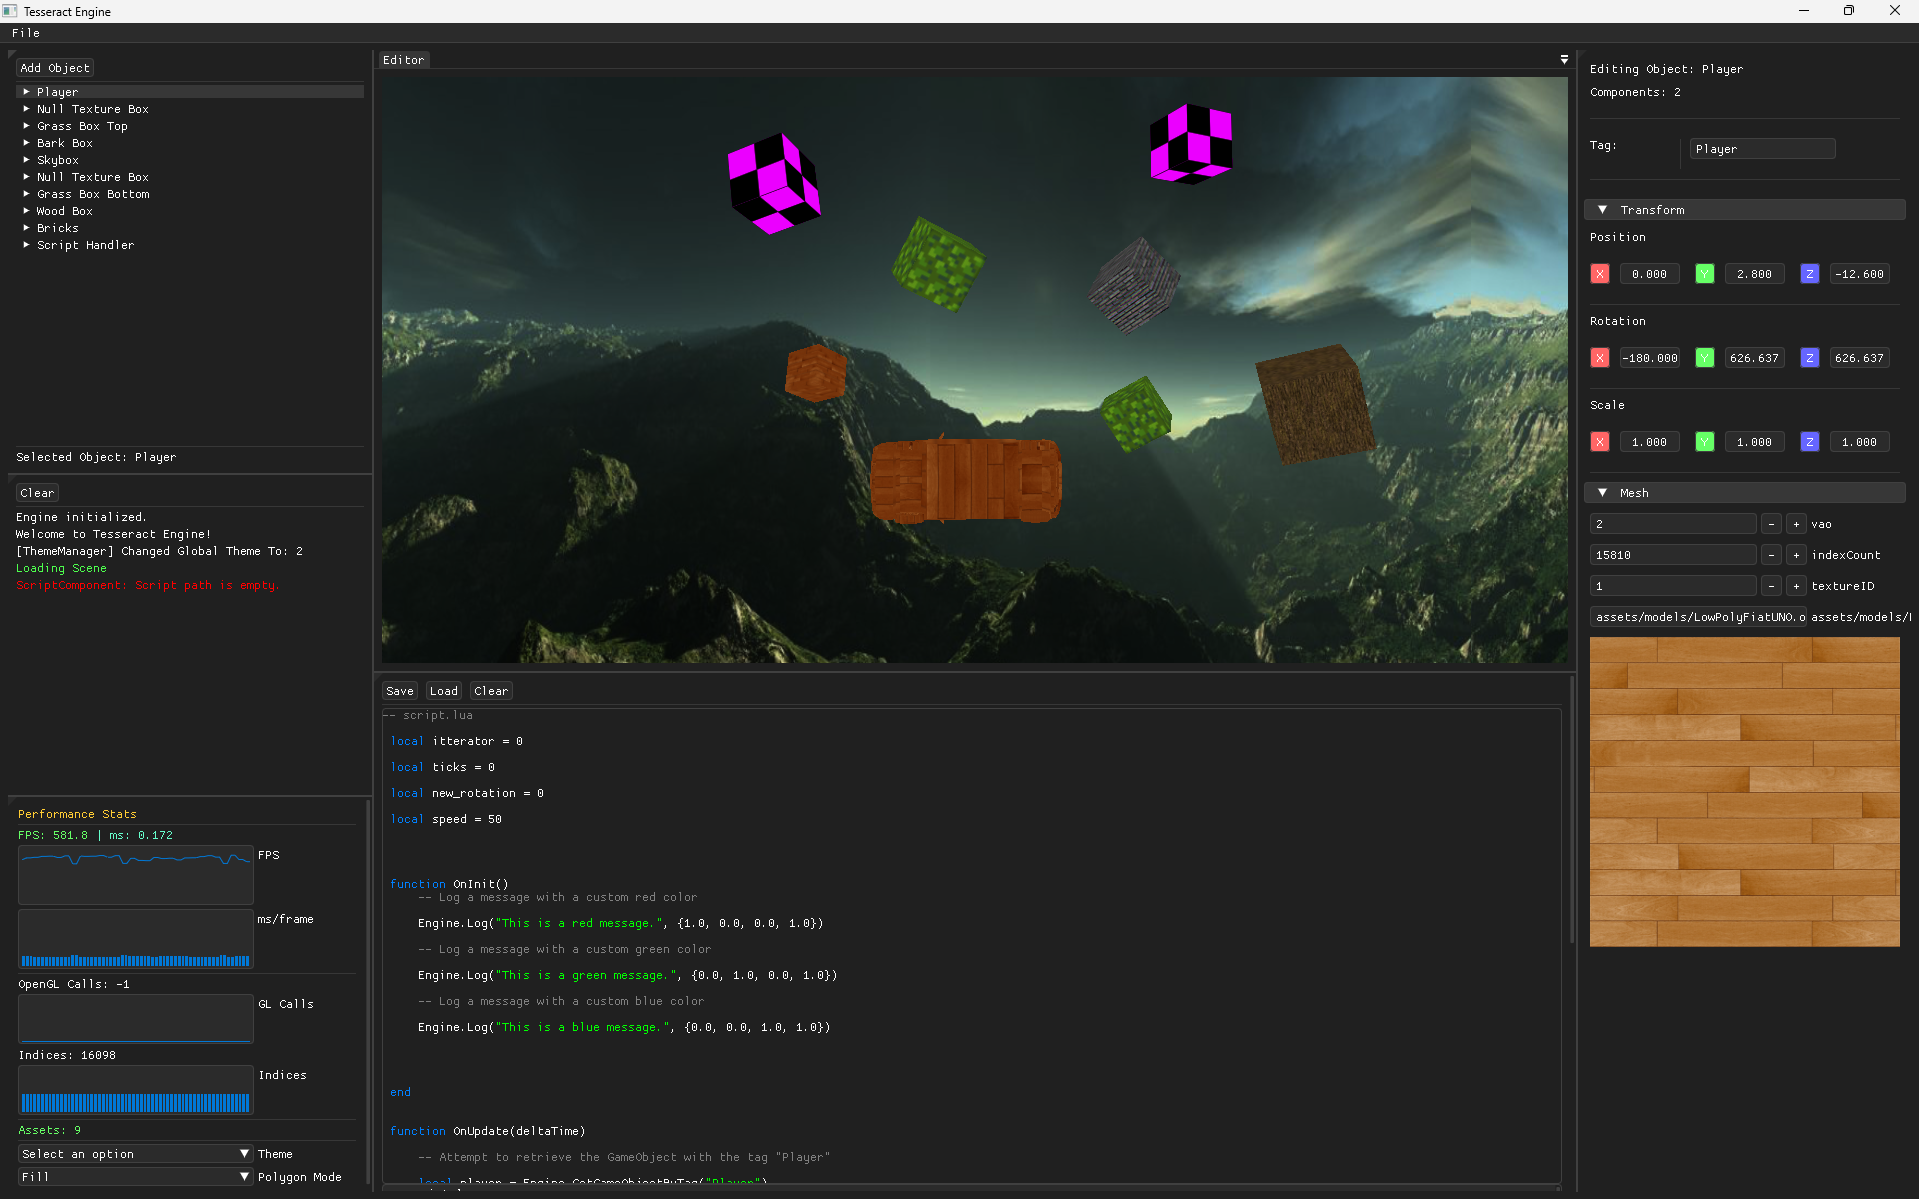 Tesseract Engine
File
Add Object
Player
Null Texture Box
Grass Box Top
Bark Box
Skybox
Null Texture Box
Grass Box Bottom
Wood Box
Bricks
Script Handler
Selected Object: Player
Clear
Engine initialized.
Welcome to Tesseract Engine!
[ThemeManager] Changed Global Theme To: 2
Loading Scene
ScriptComponent: Script path is empty.
Performance Stats
FPS: 581.8 | ms: 0.172
FPS
ms/frame
OpenGL Calls: -1
GL Calls
Indices: 16098
Indices
Assets: 9
Select an option Theme
Fill Polygon Mode
Editor
Save Load Clear
-- script.lua
local itterator = 0
local ticks = 0
local new_rotation = 0
local speed = 50
function OnInit()
-- Log a message with a custom red color
Engine.Log("This is a red message.", {1.0, 0.0, 0.0, 1.0})
-- Log a message with a custom green color
Engine.Log("This is a green message.", {0.0, 1.0, 0.0, 1.0})
-- Log a message with a custom blue color
Engine.Log("This is a blue message.", {0.0, 0.0, 1.0, 1.0})
end
function OnUpdate(deltaTime)
-- Attempt to retrieve the GameObject with the tag "Player"
local player = Engine.GetGameObjectByTag("Player")
Editing Object: Player
Components: 2
Tag: Player
Transform
Position
X 0.000 Y 2.800 Z -12.600
Rotation
X -180.000 Y 626.637 Z 626.637
Scale
X 1.000 Y 1.000 Z 1.000
Mesh
2 - + vao
15810 - + indexCount
1 - + textureID
assets/models/LowPolyFiatUNO.o assets/models/